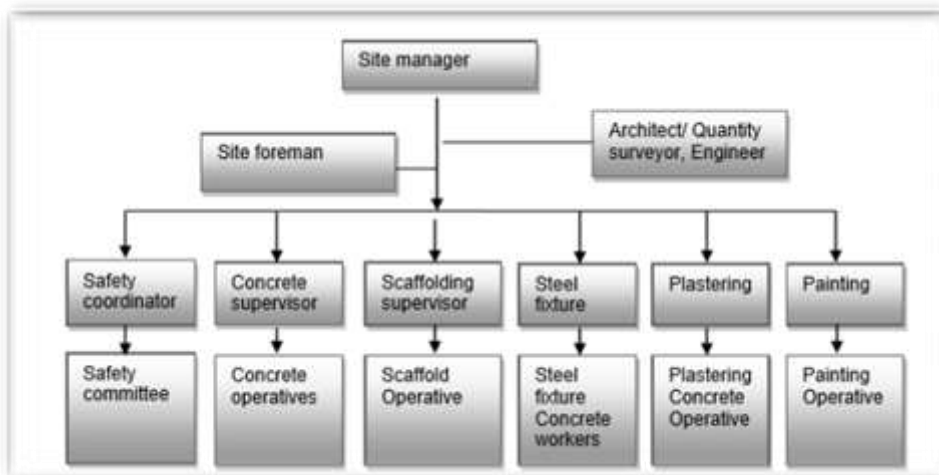 Site manager
Architect/ Quantity
surveyor, Engineer
Site foreman
Safety
coordinator
Concrete
supervisor
Scaffolding
supervisor
Steel
fixture
Plastering
Painting
Safety
committee
Concrete
operatives
Scaffold
Operative
Steel
fixture
Concrete
workers
Plastering
Concrete
Operative
Painting
Operative